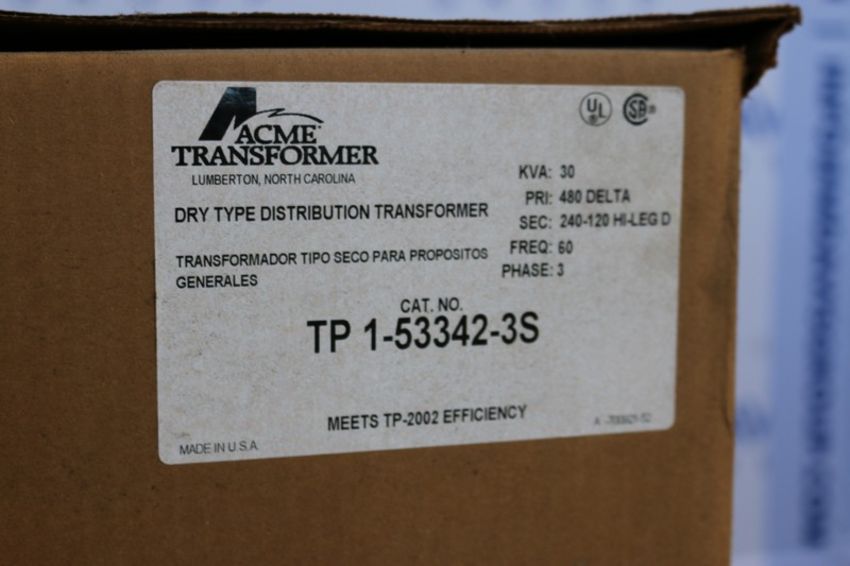 UL
SA
ACME
TRANSFORMER
LUMBERTON, NORTH CAROLINA
DRY TYPE DISTRIBUTION TRANSFORMER
TRANSFORMADOR TIPO SECO PARA PROPOSITOS
GENERALES
KVA: 30
PRI: 480 DELTA
SEC: 240-120 HI-LEG D
FREQ: 60
PHASE: 3
CAT. NO.
TP 1-53342-3S
MEETS TP-2002 EFFICIENCY
MADE IN U.S.A